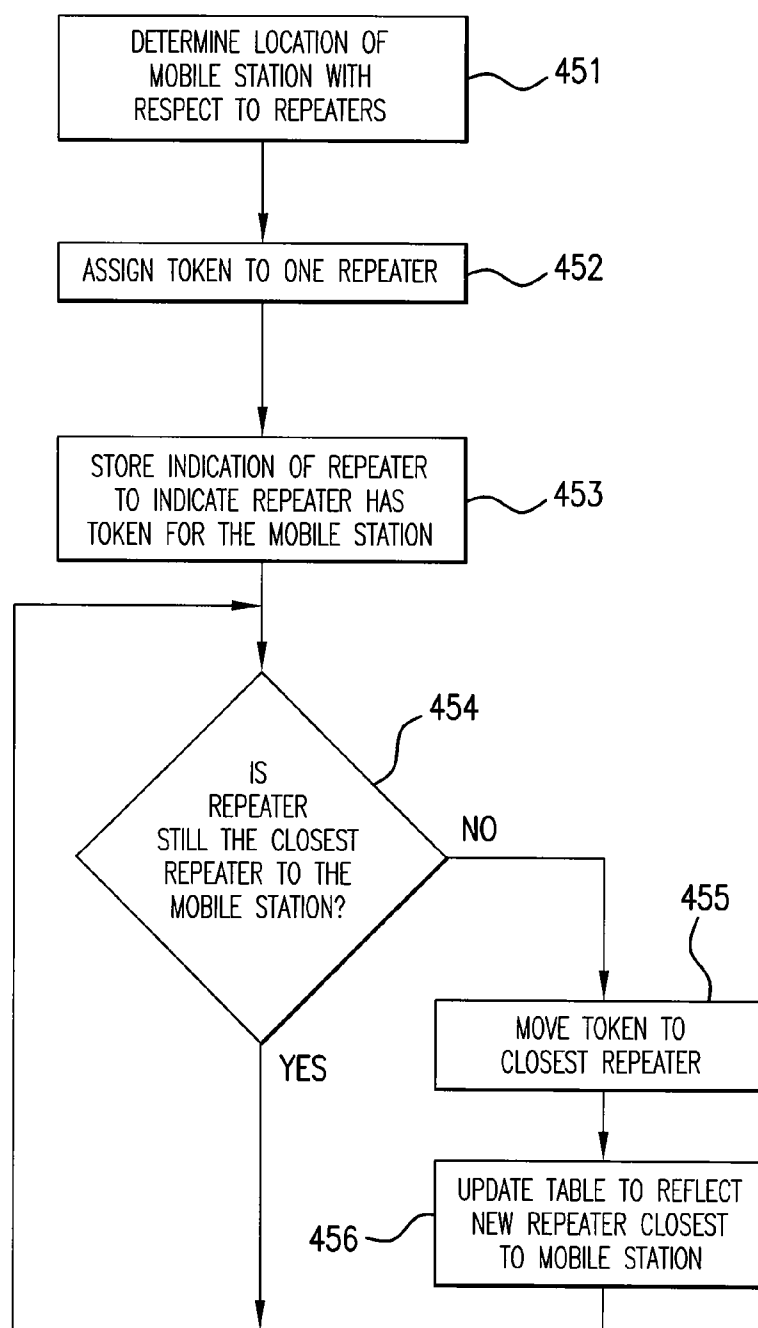 DETERMINE LOCATION OF
MOBILE STATION WITH
RESPECT TO REPEATERS
451
ASSIGN TOKEN TO ONE REPEATER
452
STORE INDICATION OF REPEATER
TO INDICATE REPEATER HAS
TOKEN FOR THE MOBILE STATION
453
454
IS
REPEATER
STILL THE CLOSEST
REPEATER TO THE
MOBILE STATION?
NO
YES
455
MOVE TOKEN TO
CLOSEST REPEATER
UPDATE TABLE TO REFLECT
NEW REPEATER CLOSEST
TO MOBILE STATION
456